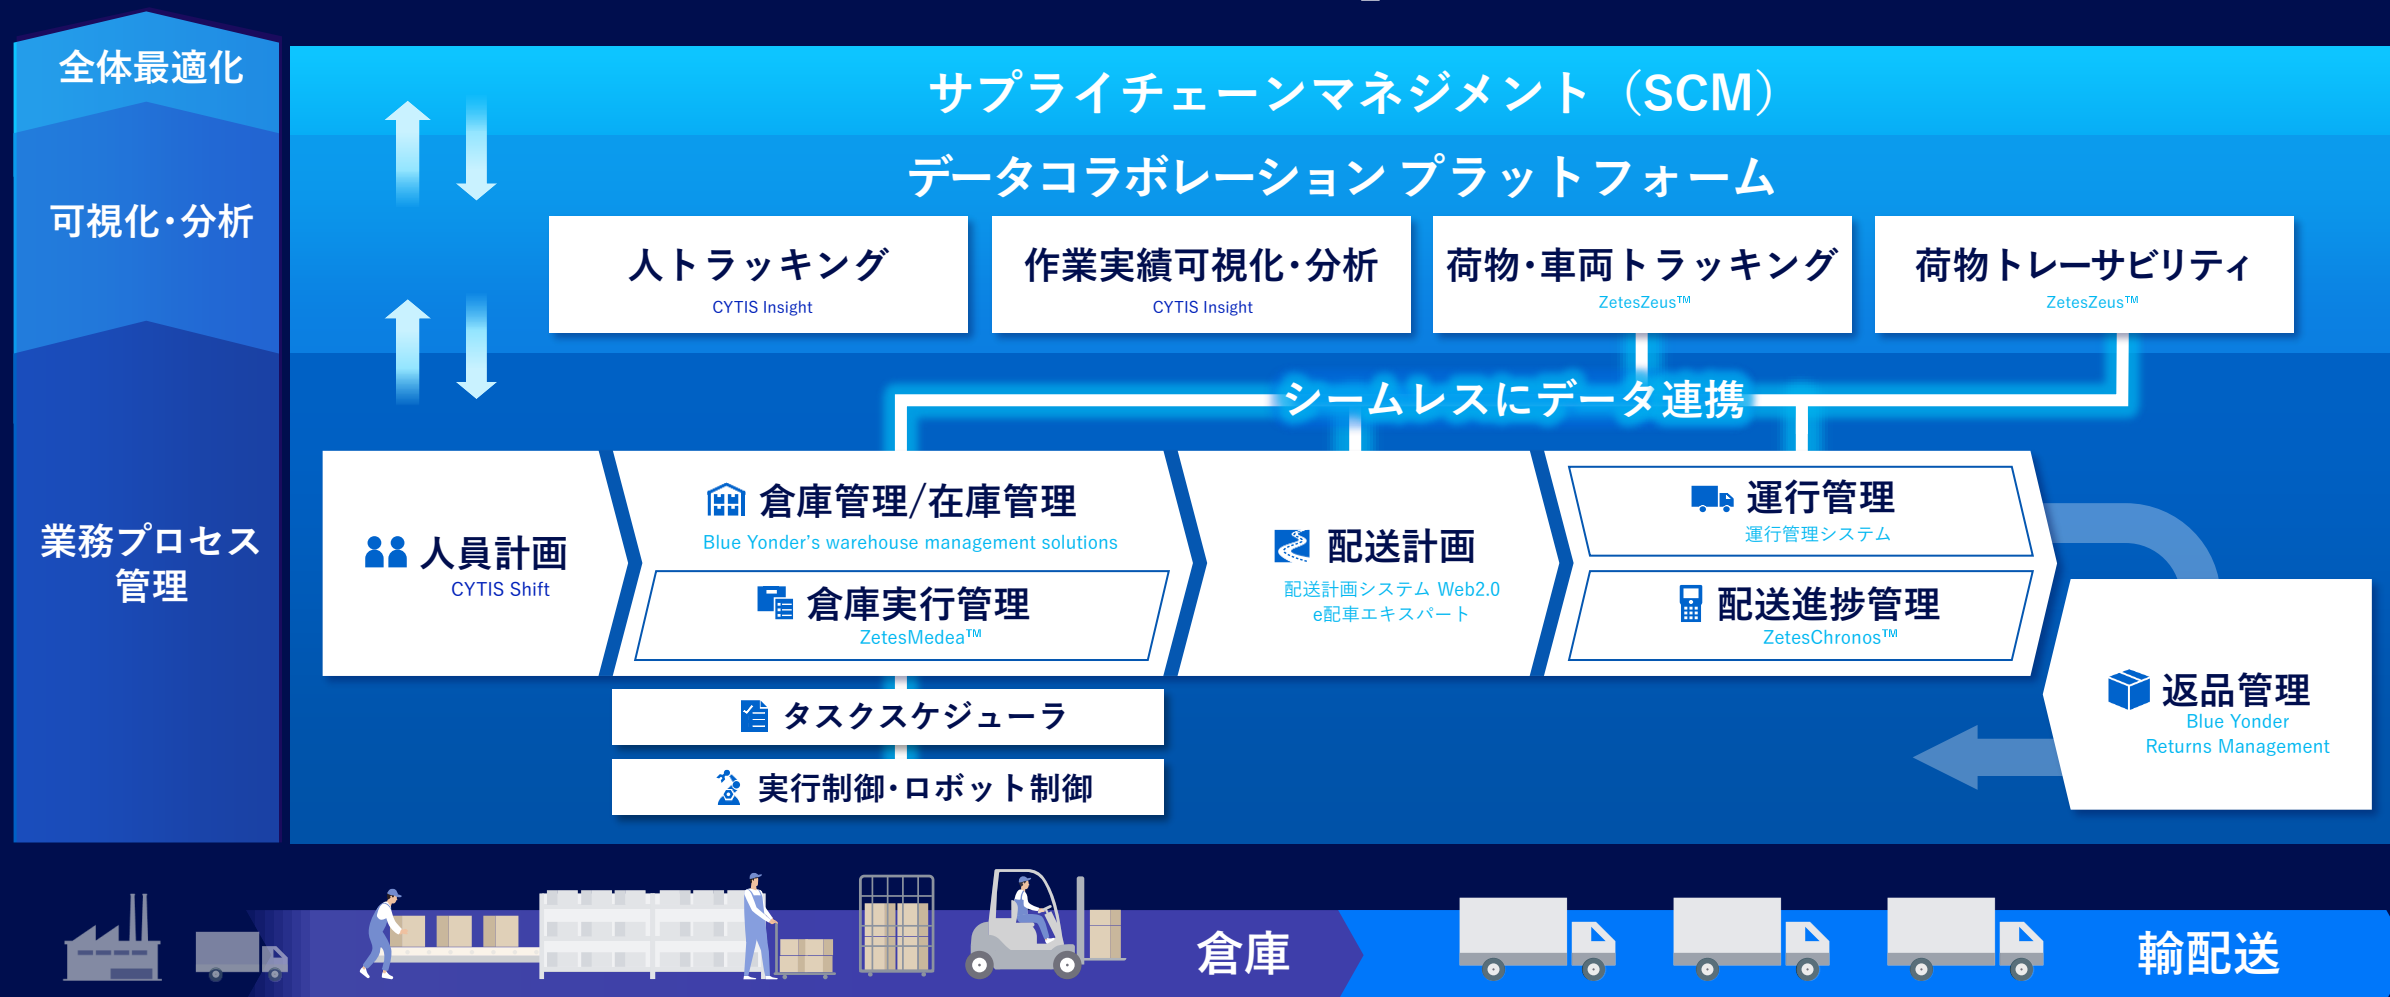 全体最適化
サプライチェーンマネジメント（SCM）
データコラボレーション プラットフォーム
可視化・分析
人トラッキング
CYTIS Insight
作業実績可視化・分析
CYTIS Insight
荷物・車両トラッキング
ZetesZeus™
荷物トレーサビリティ
ZetesZeus™
シームレスにデータ連携
業務プロセス
管理
人員計画
CYTIS Shift
倉庫管理/在庫管理
Blue Yonder's warehouse management solutions
倉庫実行管理
ZetesMedea™
配送計画
配送計画システム Web2.0
e配車エキスパート
運行管理
運行管理システム
配送進捗管理
ZetesChronos™
返品管理
Blue Yonder
Returns Management
タスクスケジューラ
実行制御・ロボット制御
倉庫
輸配送